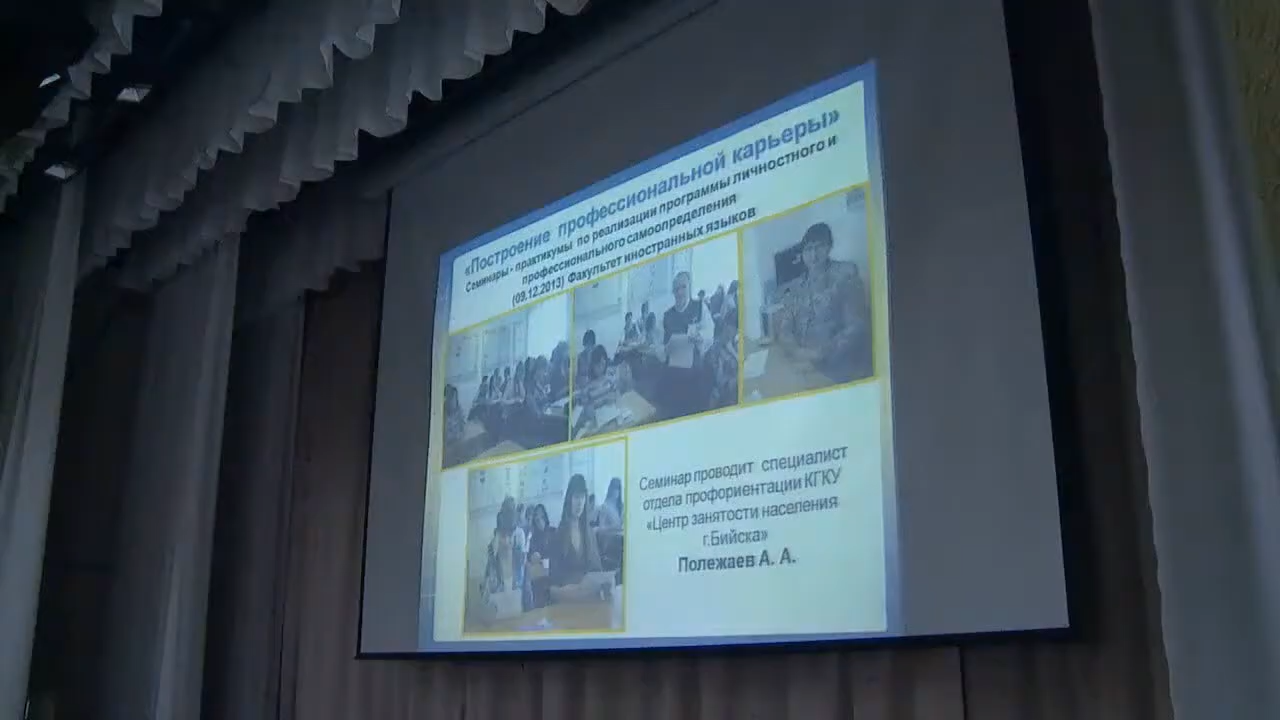 «Построение профессиональной карьеры»
Семинары - практикумы по реализации программы личностного и
профессионального самоопределения
(09.12.2013) Факультет иностранных языков
Семинар проводит специалист
отдела профориентации КГКУ
«Центр занятости населения
г.Бийска»
Полежаев А. А.